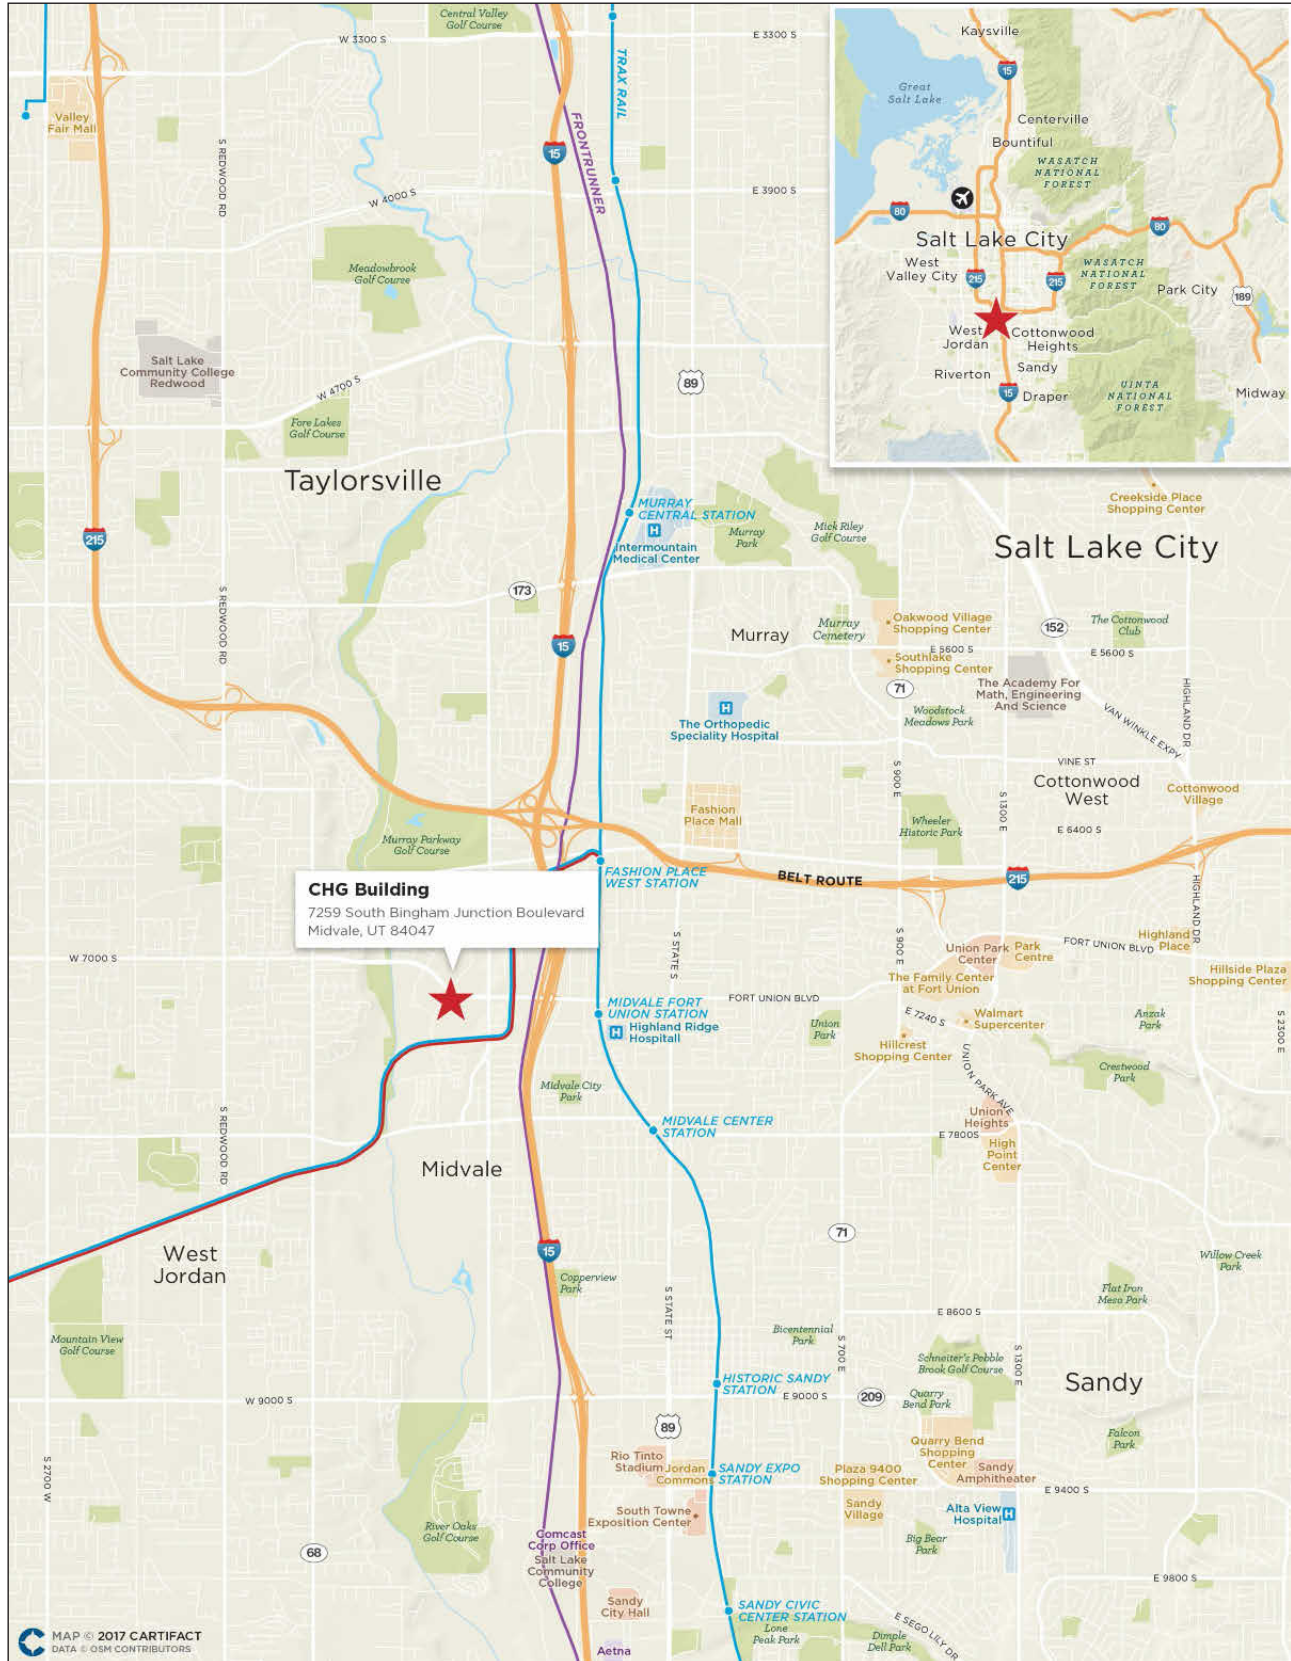 Central Valley
Golf Course
W 3300 S
E 3300 S
TRAX RAIL
FRONTRUNNER
15
Valley
Fair Mall
S REDWOOD RD
W 4000 S
E 3900 S
Meadowbrook
Golf Course
Salt Lake
Community College
Redwood
W 4700 S
89
Fore Lakes
Golf Course
Kaysville
15
Great
Salt Lake
Centerville
Bountiful
WASATCH
NATIONAL
FOREST
80
80
Salt Lake City
West
Valley City
215
215
WASATCH
NATIONAL
FOREST
Park City
189
West
Jordan
Cottonwood
Heights
Riverton
Sandy
15
Draper
UINTA
NATIONAL
FOREST
Midway
Taylorsville
MURRAY
CENTRAL STATION
H
Intermountain
Medical Center
Murray
Park
Mick Riley
Golf Course
Creekside Place
Shopping Center
Salt Lake City
215
173
S REDWOOD RD
15
Murray
Murray
Cemetery
Oakwood Village
Shopping Center
152
The Cottonwood
Club
E 5600 S
E 5600 S
Southlake
Shopping Center
71
The Academy For
Math, Engineering
And Science
HIGHLAND DR
H
The Orthopedic
Speciality Hospital
Woodstock
Meadows Park
VAN WINKLE EXPY
VINE ST
S 900 E
S 1300 E
Cottonwood
West
Cottonwood
Village
Fashion
Place Mall
Wheeler
Historic Park
E 6400 S
Murray Parkway
Golf Course
FASHION PLACE
WEST STATION
BELT ROUTE
215
CHG Building
7259 South Bingham Junction Boulevard
Midvale, UT 84047
HIGHLAND DR
W 7000 S
S STATE S
S 900 E
Union Park
Center
Park
Centre
FORT UNION BLVD
Highland
Place
The Family Center
at Fort Union
Hillside Plaza
Shopping Center
MIDVALE FORT
UNION STATION
FORT UNION BLVD
H
Highland Ridge
Hospitall
Union
Park
E 7240 S
Walmart
Supercenter
Anzak
Park
S 2300 E
Hillcrest
Shopping Center
UNION PARK AVE
Crestwood
Park
Midvale City
Park
S REDWOOD RD
MIDVALE CENTER
STATION
Union
Heights
E 7800S
High
Point
Center
Midvale
West
Jordan
15
71
Willow Creek
Park
Copperview
Park
Flat Iron
Mesa Park
S STATE ST
E 8600 S
Mountain View
Golf Course
Bicentennial
Park
S 700 E
Schneiter's Pebble
Brook Golf Course
S 1300 E
Sandy
HISTORIC SANDY
STATION
W 9000 S
E 9000 S
209
Quarry
Bend Park
89
Falcon
Park
S 2700 W
Rio Tinto
Stadium
Jordan
Commons
SANDY EXPO
STATION
Plaza 9400
Shopping Center
Quarry Bend
Shopping
Center
Sandy
Amphitheater
E 9400 S
South Towne
Exposition Center
Sandy
Village
Alta View
Hospital
H
River Oaks
Golf Course
Comcast
Corp Office
Big Bear
Park
68
Salt Lake
Community
College
E 9800 S
Sandy
City Hall
SANDY CIVIC
CENTER STATION
Lone
Peak Park
Dimple
Dell Park
E SEGO LILY DR
Aetna
MAP © 2017 CARTIFACT
DATA © OSM CONTRIBUTORS